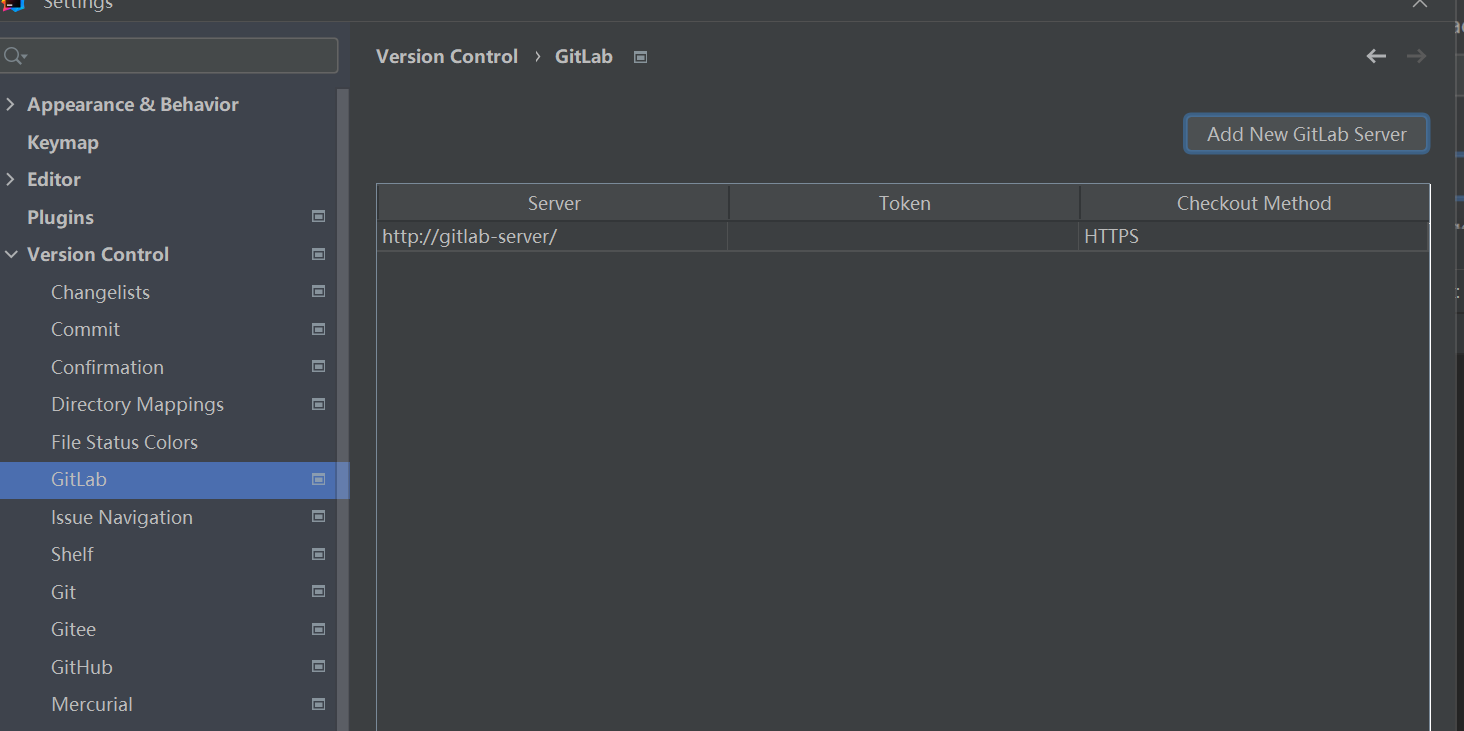 Settings
Version Control › GitLab
Appearance & Behavior
Keymap
Editor
Plugins
Version Control
Changelists
Commit
Confirmation
Directory Mappings
File Status Colors
GitLab
Issue Navigation
Shelf
Git
Gitee
GitHub
Mercurial
Add New GitLab Server
Server Token Checkout Method
http://gitlab-server/ HTTPS